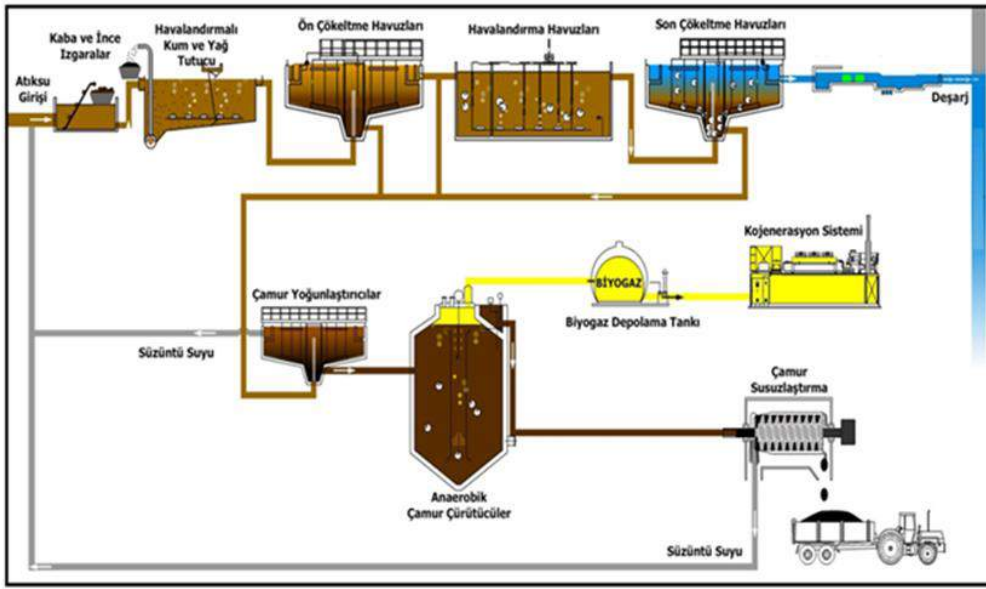 Kaba ve İnce
Izgaralar
Atıksu
Girişi
Havalandırmalı
Kum ve Yağ
Tutucu
Ön Çökeltme Havuzları
Havalandırma Havuzları
Son Çökeltme Havuzları
Deşarj
Kojenerasyon Sistemi
BİYOGAZ
Biyogaz Depolama Tankı
Çamur Yoğunlaştırıcılar
Süzüntü Suyu
Anaerobik
Çamur Çürütücüler
Çamur
Susuzlaştırma
Süzüntü Suyu